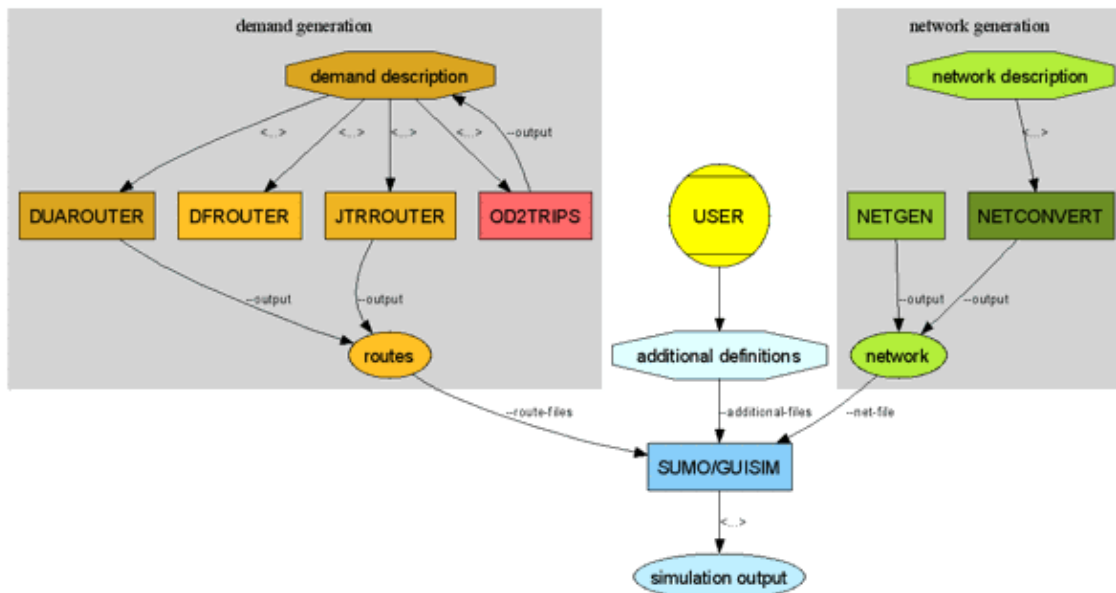 demand generation
network generation
demand description
network description
<...>
<...>
<...>
<...>
--output
<...>
DUAROUTER
DFROUTER
JTRROUTER
OD2TRIPS
USER
NETGEN
NETCONVERT
--output
--output
--output
--output
routes
additional definitions
network
--route-files
--additional-files
--net-file
SUMO/GUISIM
<...>
simulation output